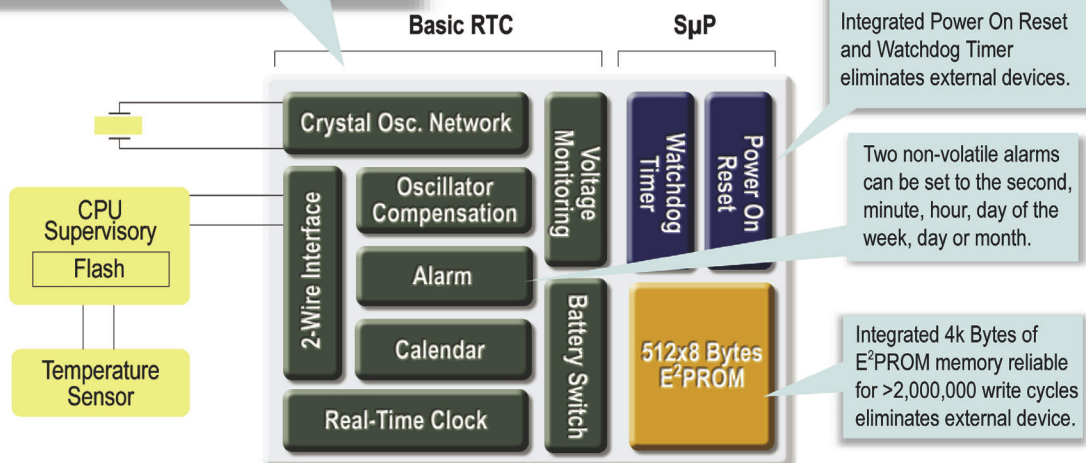 Basic RTC
SµP
Integrated Power On Reset
and Watchdog Timer
eliminates external devices.
Crystal Osc. Network
Voltage
Monitoring
Watchdog
Timer
Power On
Reset
Two non-volatile alarms
can be set to the second,
minute, hour, day of the
week, day or month.
CPU
Supervisory
Flash
2-Wire Interface
Oscillator
Compensation
Alarm
Calendar
Battery Switch
512x8 Bytes
E²PROM
Integrated 4k Bytes of
E²PROM memory reliable
for >2,000,000 write cycles
eliminates external device.
Temperature
Sensor
Real-Time Clock